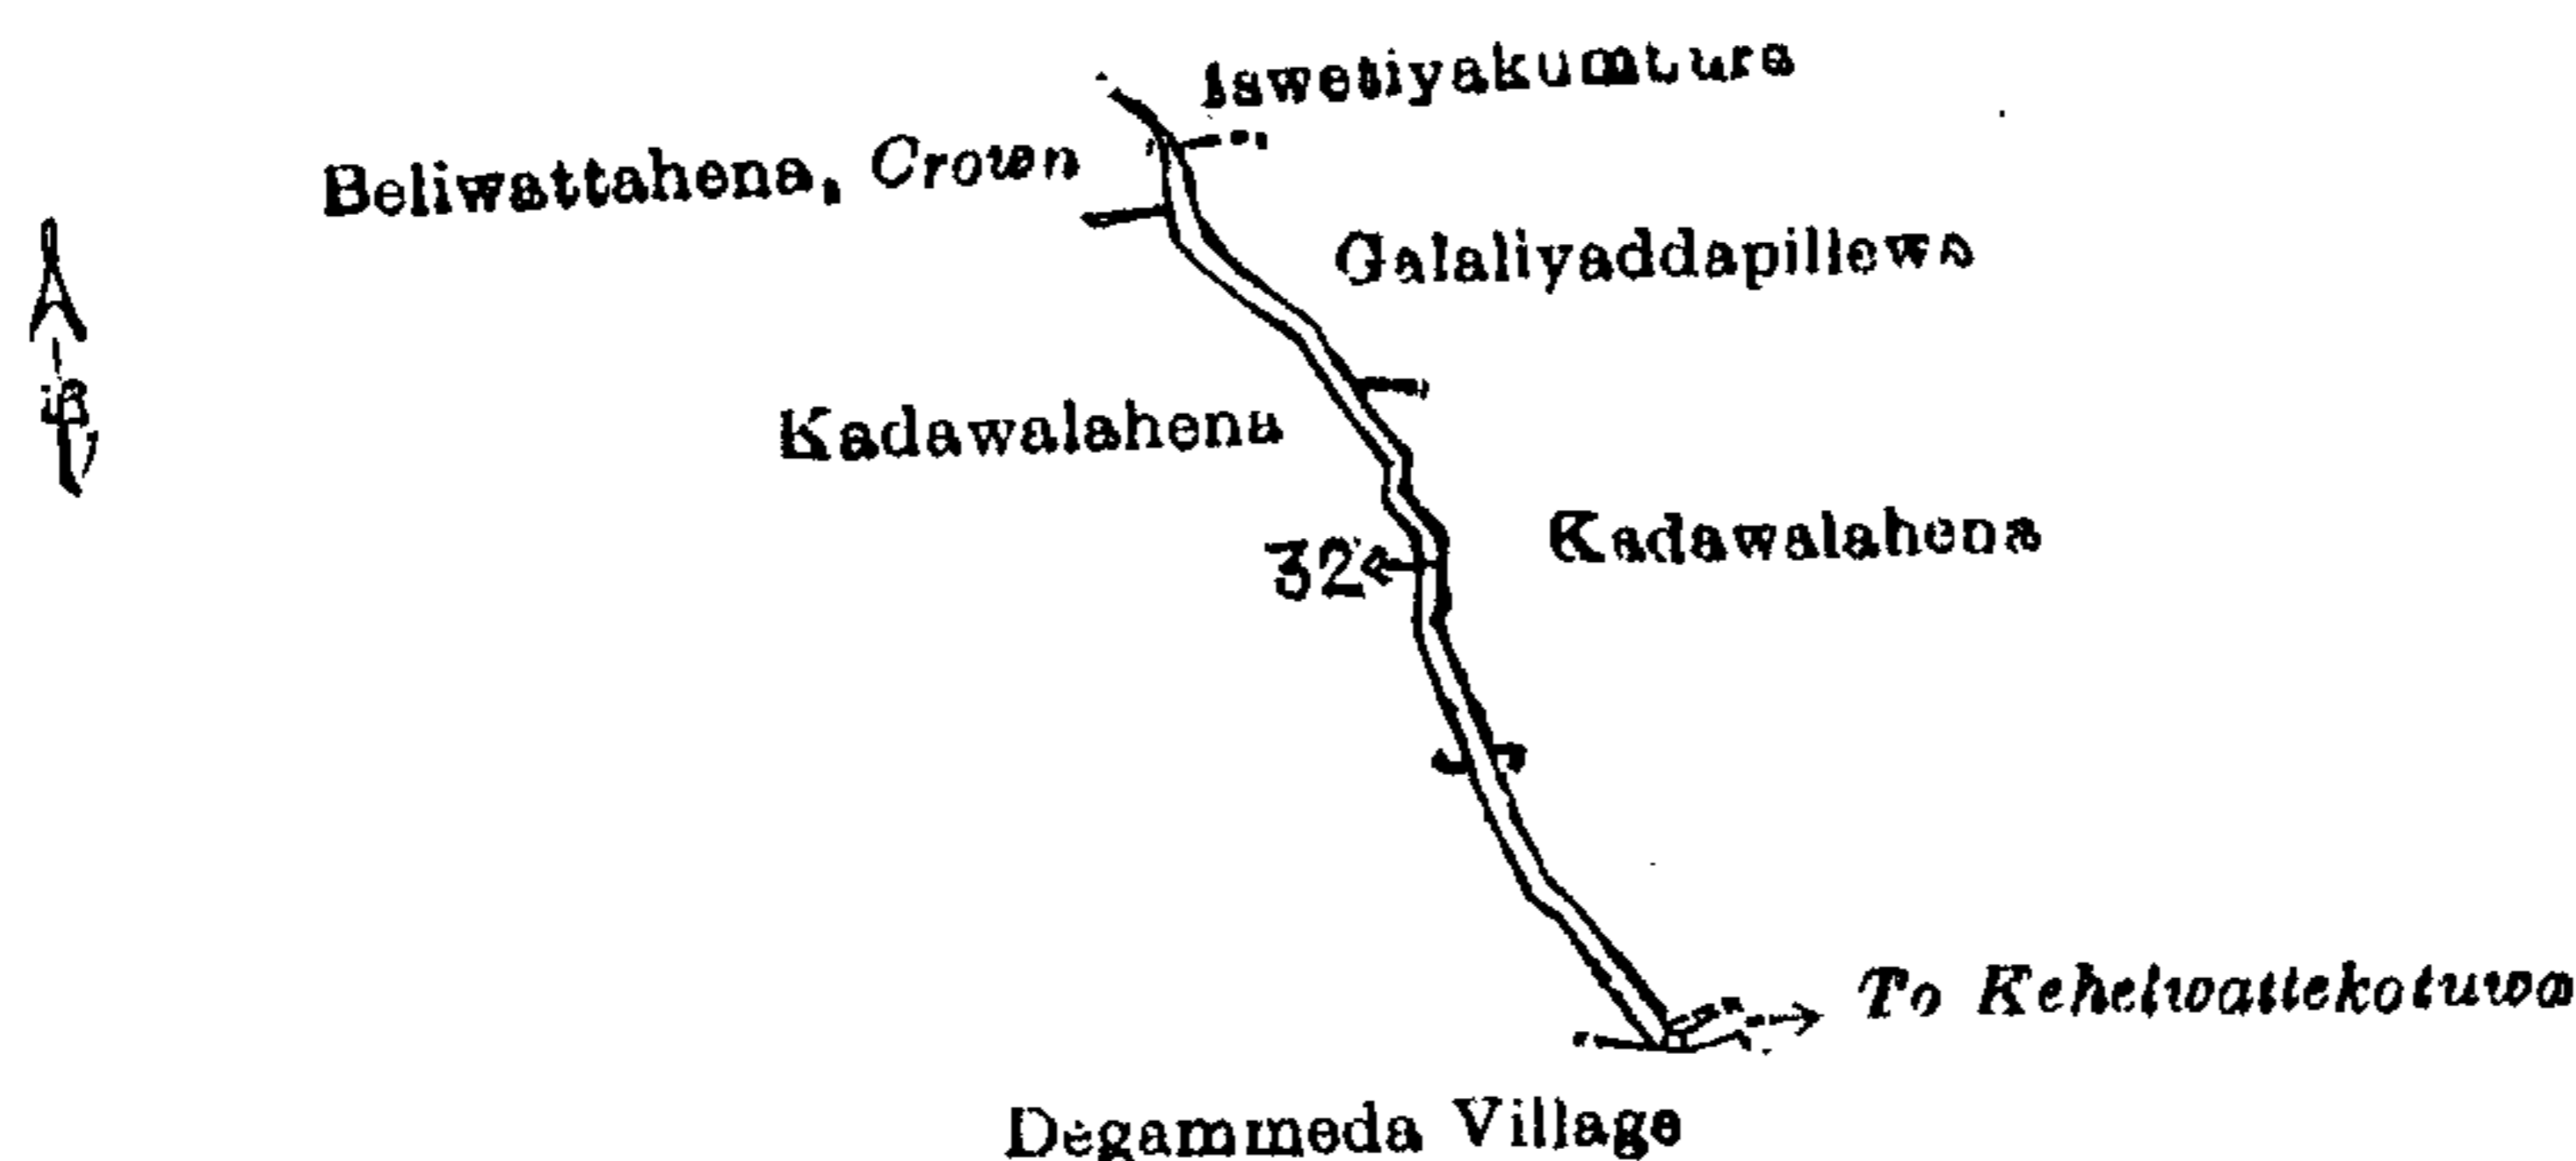 Iswetiyakumbura
Beliwattahena, Crown
Galaliyaddapillewa
Kadawalahena
32
Kadawalahena
To Kehelwattekotuwa
Degammeda Village